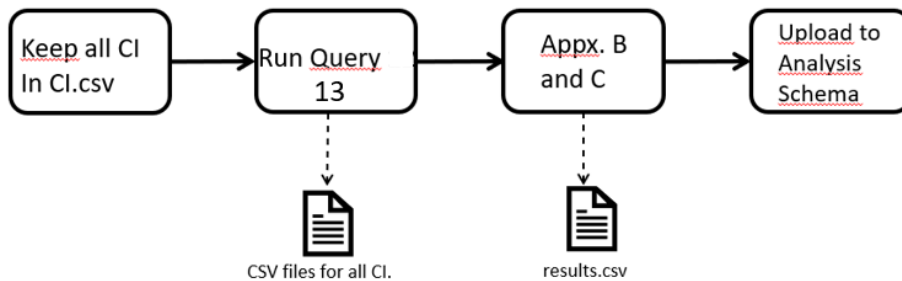 Keep all CI
In CI.csv
Run Query
13
Appx. B
and C
Upload to
Analysis
Schema
CSV files for all CI.
results.csv